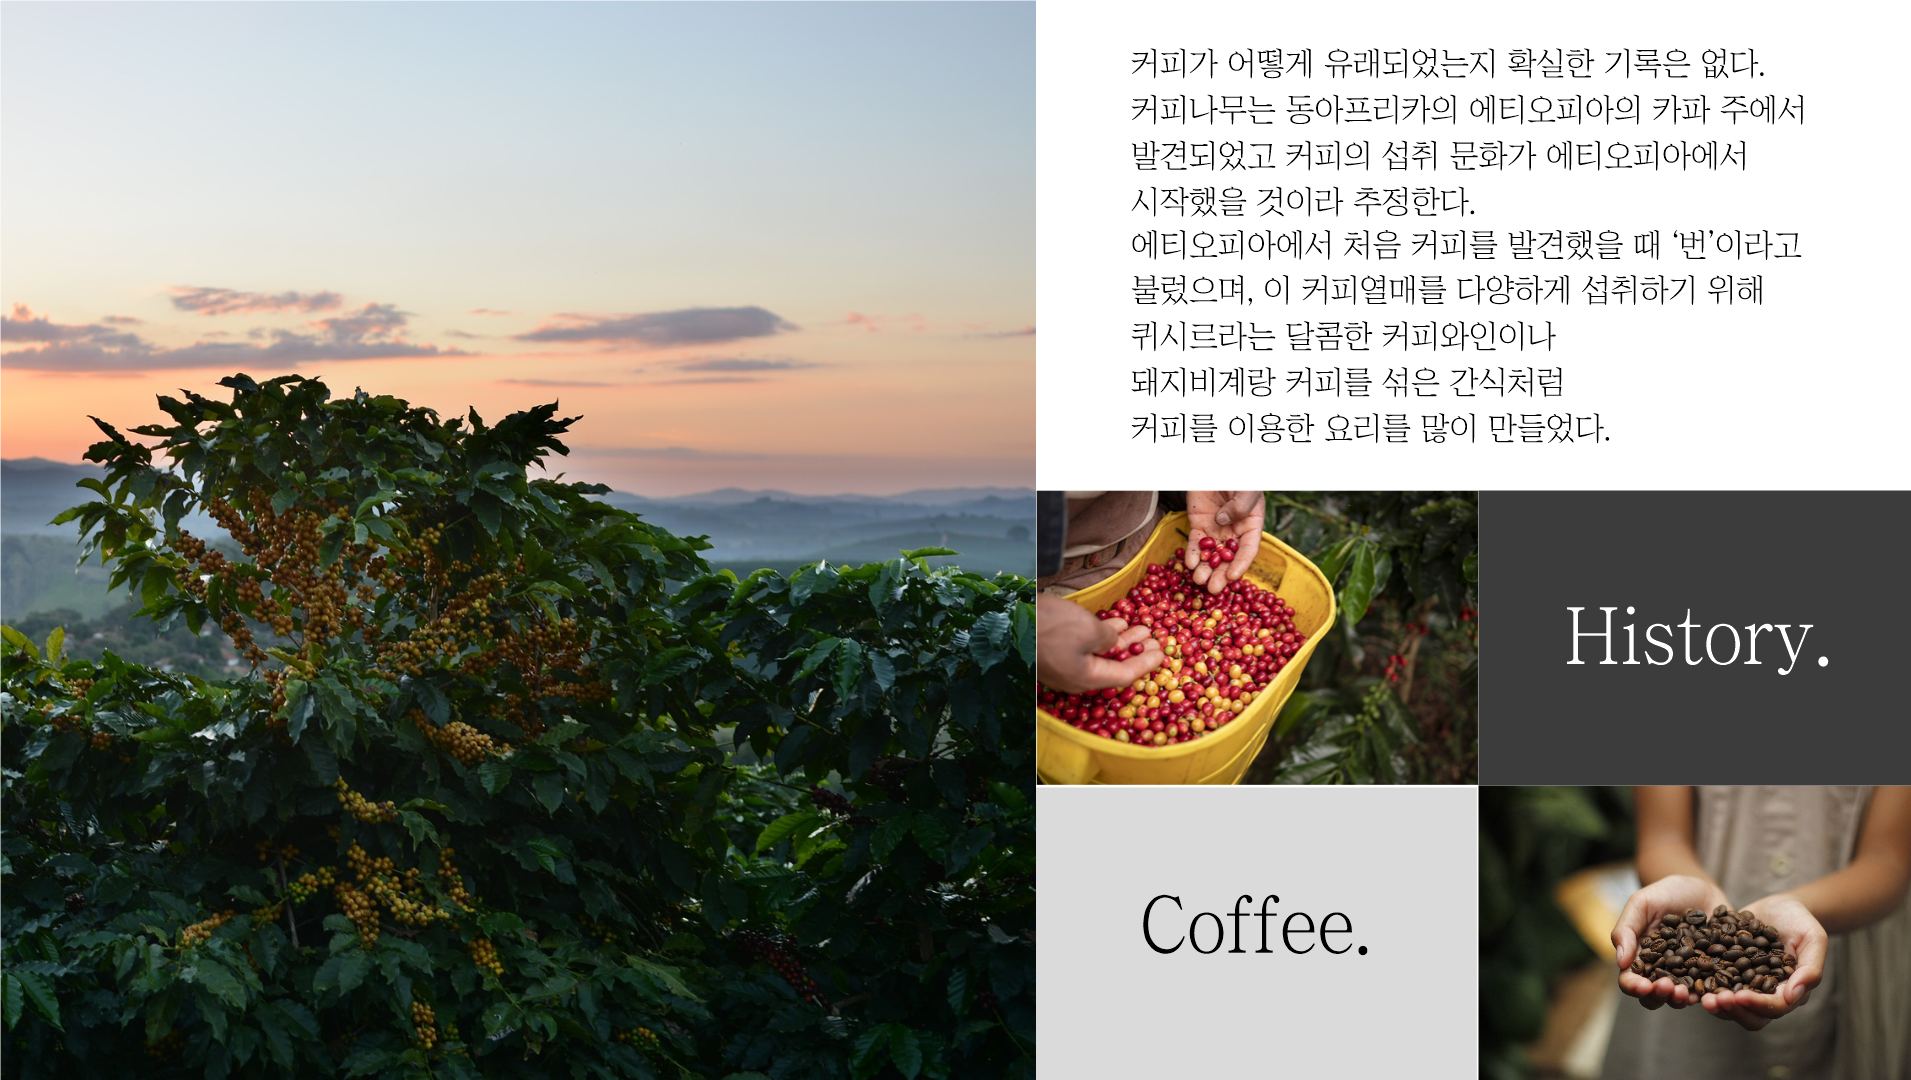 커피가 어떻게 유래되었는지 확실한 기록은 없다.
커피나무는 동아프리카의 에티오피아의 카파 주에서
발견되었고 커피의 섭취 문화가 에티오피아에서
시작했을 것이라 추정한다.
에티오피아에서 처음 커피를 발견했을 때 ‘번’이라고
불렀으며, 이 커피열매를 다양하게 섭취하기 위해
퀴시르라는 달콤한 커피와인이나
돼지비계랑 커피를 섞은 간식처럼
커피를 이용한 요리를 많이 만들었다.
History.
Coffee.